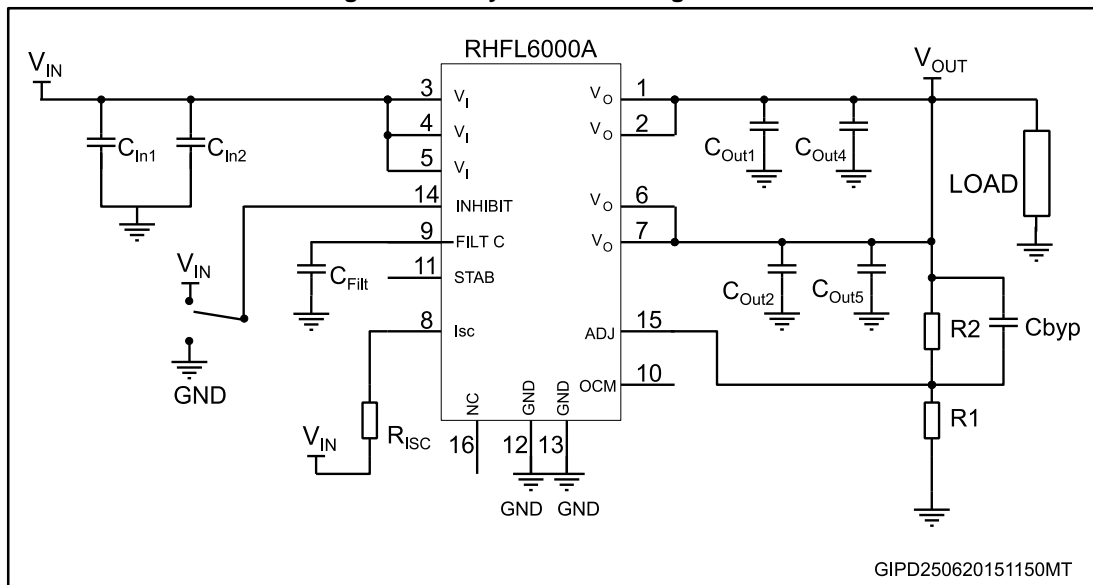 RHFL6000A
V_IN
V_OUT
3 V_I
4 V_I
5 V_I
14 INHIBIT
9 FILT C
11 STAB
8 Isc
V_O 1
V_O 2
V_O 6
V_O 7
ADJ 15
OCM 10
NC
GND
GND
16
12
13
GND
GND
C_In1
C_In2
C_Filt
V_IN
GND
V_IN
R_ISC
C_Out1
C_Out4
C_Out2
C_Out5
LOAD
R2
Cbyp
R1
GIPD250620151150MT